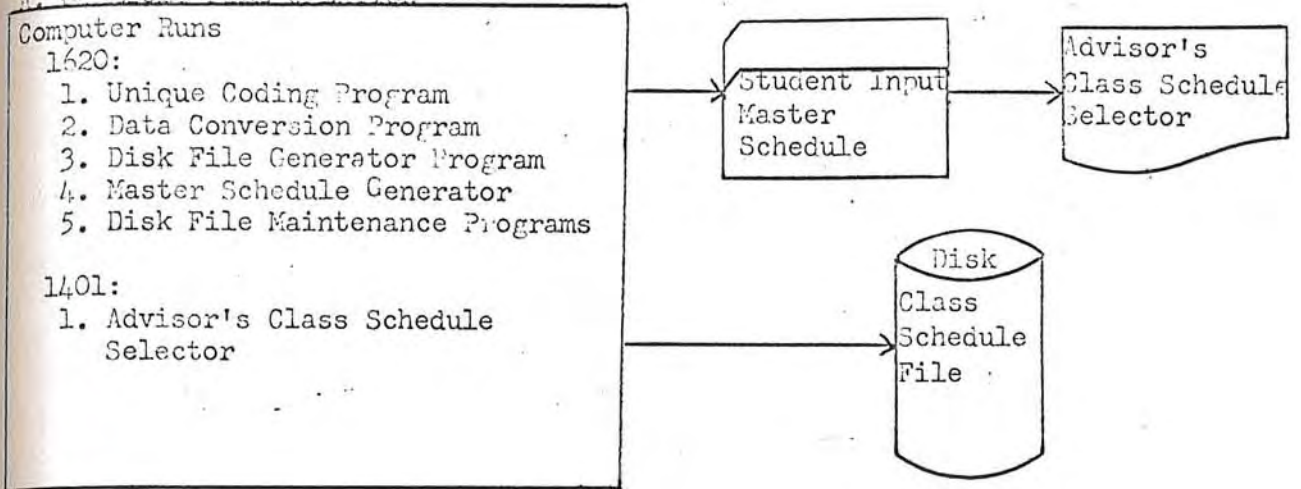 Computer Runs
1620:
1. Unique Coding Program
2. Data Conversion Program
3. Disk File Generator Program
4. Master Schedule Generator
5. Disk File Maintenance Programs
1401:
1. Advisor's Class Schedule
Selector
Student Input
Master
Schedule
Advisor's
Class Schedule
Selector
Disk
Class
Schedule
File